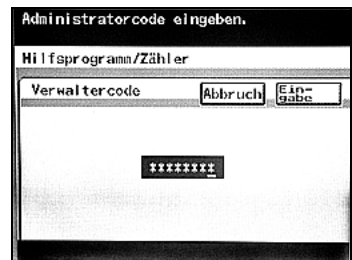 Administratorcode eingeben.
Hilfsprogramm/Zähler
Verwaltercode
Abbruch
Ein-
gabe
********